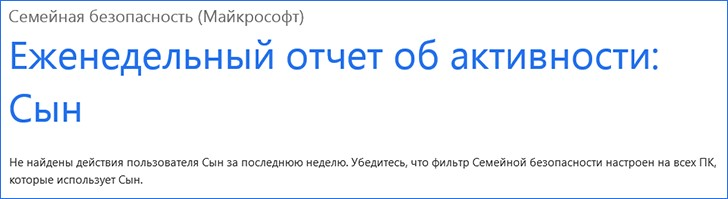 Семейная безопасность (Майкрософт)
Еженедельный отчет об активности:
Сын
Не найдены действия пользователя Сын за последнюю неделю. Убедитесь, что фильтр Семейной безопасности настроен на всех ПК,
которые использует Сын.